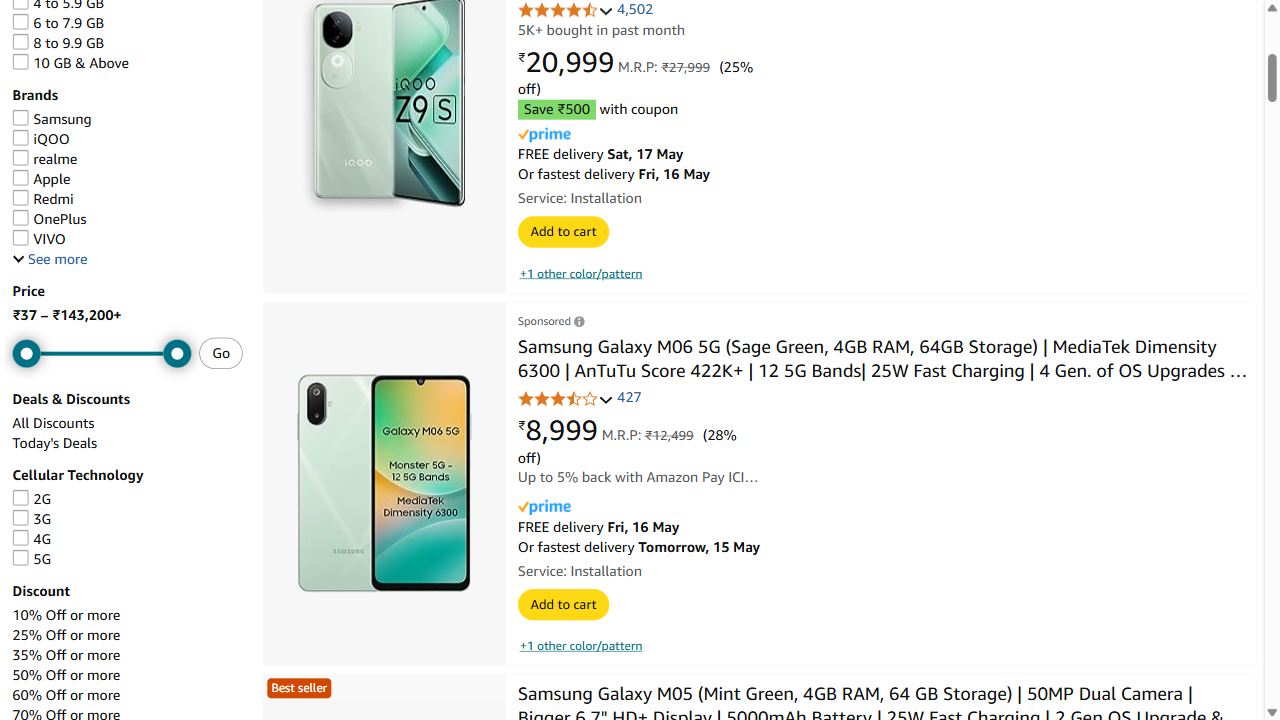 4 to 5.9 GB
6 to 7.9 GB
8 to 9.9 GB
10 GB & Above
Brands
Samsung
iQOO
realme
Apple
Redmi
OnePlus
VIVO
See more
Price
₹37 – ₹143,200+
Go
Deals & Discounts
All Discounts
Today's Deals
Cellular Technology
2G
3G
4G
5G
Discount
10% Off or more
25% Off or more
35% Off or more
50% Off or more
60% Off or more
70% Off or more
iQOO
Z9 S
iQOO
4,502
5K+ bought in past month
₹20,999 M.R.P: ₹27,999 (25%
off)
Save ₹500 with coupon
prime
FREE delivery Sat, 17 May
Or fastest delivery Fri, 16 May
Service: Installation
Add to cart
+1 other color/pattern
Galaxy M06 5G
Monster 5G -
12 5G Bands
MediaTek
Dimensity 6300
SAMSUNG
Sponsored
Samsung Galaxy M06 5G (Sage Green, 4GB RAM, 64GB Storage) | MediaTek Dimensity
6300 | AnTuTu Score 422K+ | 12 5G Bands| 25W Fast Charging | 4 Gen. of OS Upgrades …
427
₹8,999 M.R.P: ₹12,499 (28%
off)
Up to 5% back with Amazon Pay ICI…
prime
FREE delivery Fri, 16 May
Or fastest delivery Tomorrow, 15 May
Service: Installation
Add to cart
+1 other color/pattern
Best seller
Samsung Galaxy M05 (Mint Green, 4GB RAM, 64 GB Storage) | 50MP Dual Camera |
Bigger 6.7" HD+ Display | 5000mAh Battery | 25W Fast Charging | 2 Gen OS Upgrade &